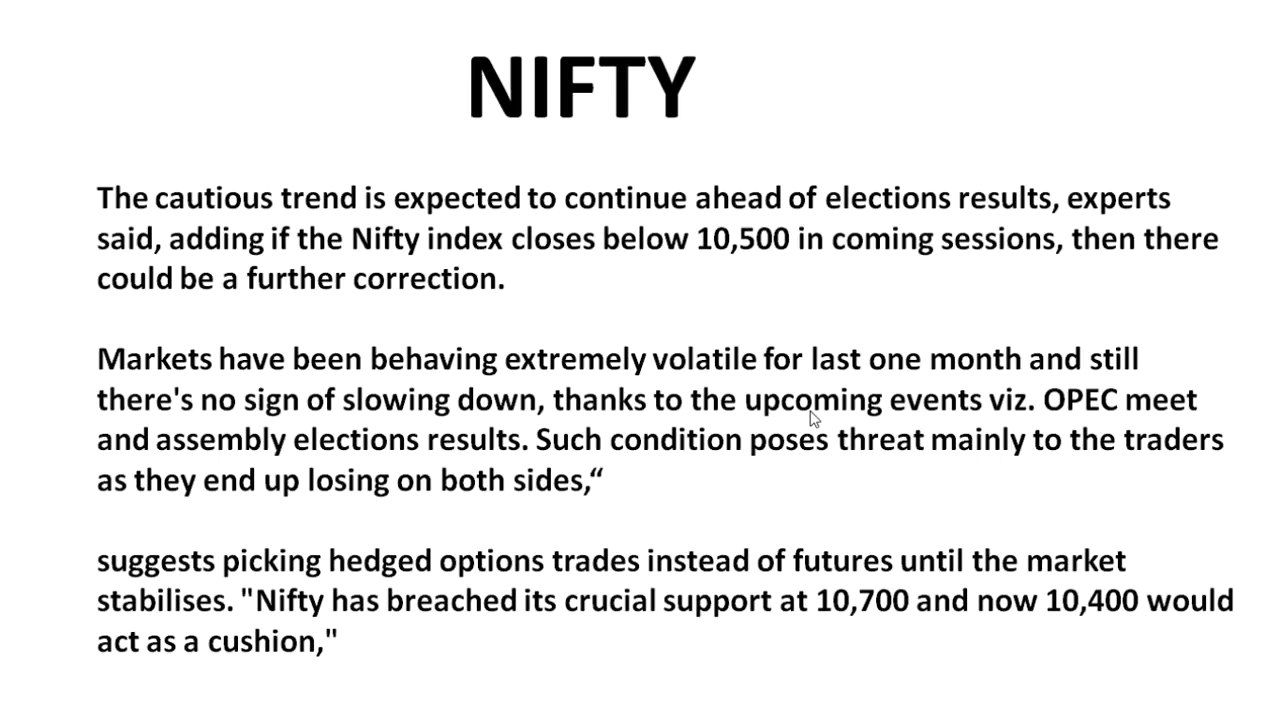 NIFTY
The cautious trend is expected to continue ahead of elections results, experts
said, adding if the Nifty index closes below 10,500 in coming sessions, then there
could be a further correction.
Markets have been behaving extremely volatile for last one month and still
there's no sign of slowing down, thanks to the upcoming events viz. OPEC meet
and assembly elections results. Such condition poses threat mainly to the traders
as they end up losing on both sides,“
suggests picking hedged options trades instead of futures until the market
stabilises. "Nifty has breached its crucial support at 10,700 and now 10,400 would
act as a cushion,"